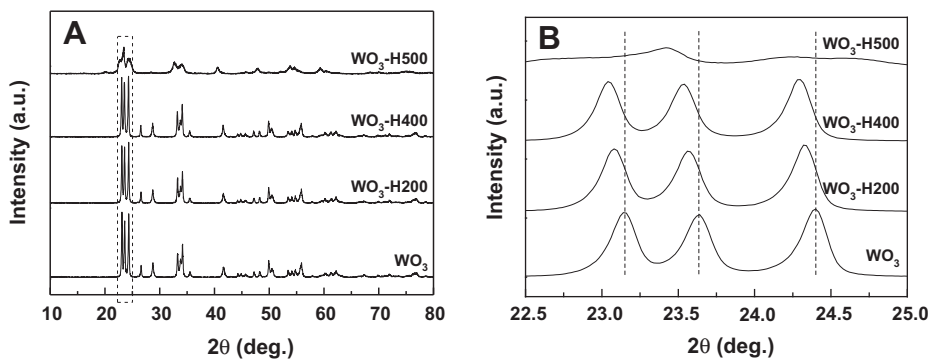 A
WO3-H500
WO3-H400
WO3-H200
WO3
Intensity (a.u.)
10 20 30 40 50 60 70 80
2θ (deg.)
B
WO3-H500
WO3-H400
WO3-H200
WO3
Intensity (a.u.)
22.5 23.0 23.5 24.0 24.5 25.0
2θ (deg.)